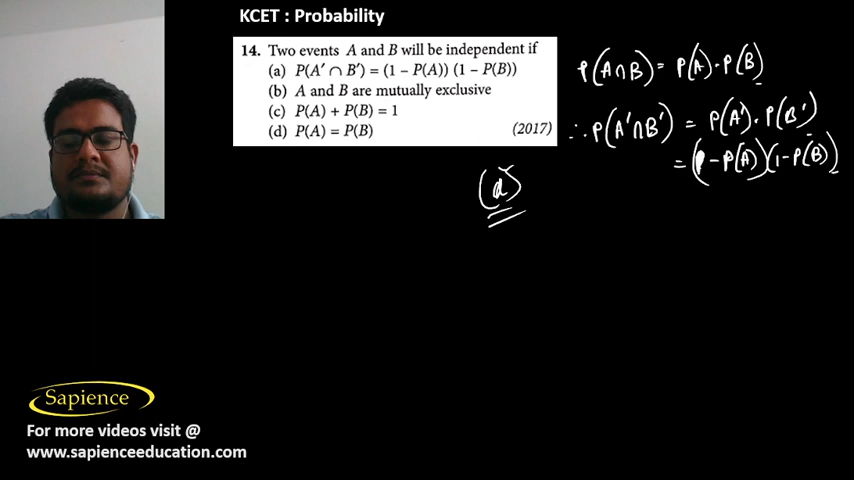 KCET : Probability
14. Two events A and B will be independent if
(a) P(A′ ∩ B′) = (1 – P(A)) (1 – P(B))
(b) A and B are mutually exclusive
(c) P(A) + P(B) = 1
(d) P(A) = P(B) (2017)
P(A∩B) = P(A) . P(B)
∴ P(A'∩B') = P(A') . P(B')
= (1 - P(A)) (1 - P(B))
(a)
Sapience
For more videos visit @
www.sapienceeducation.com